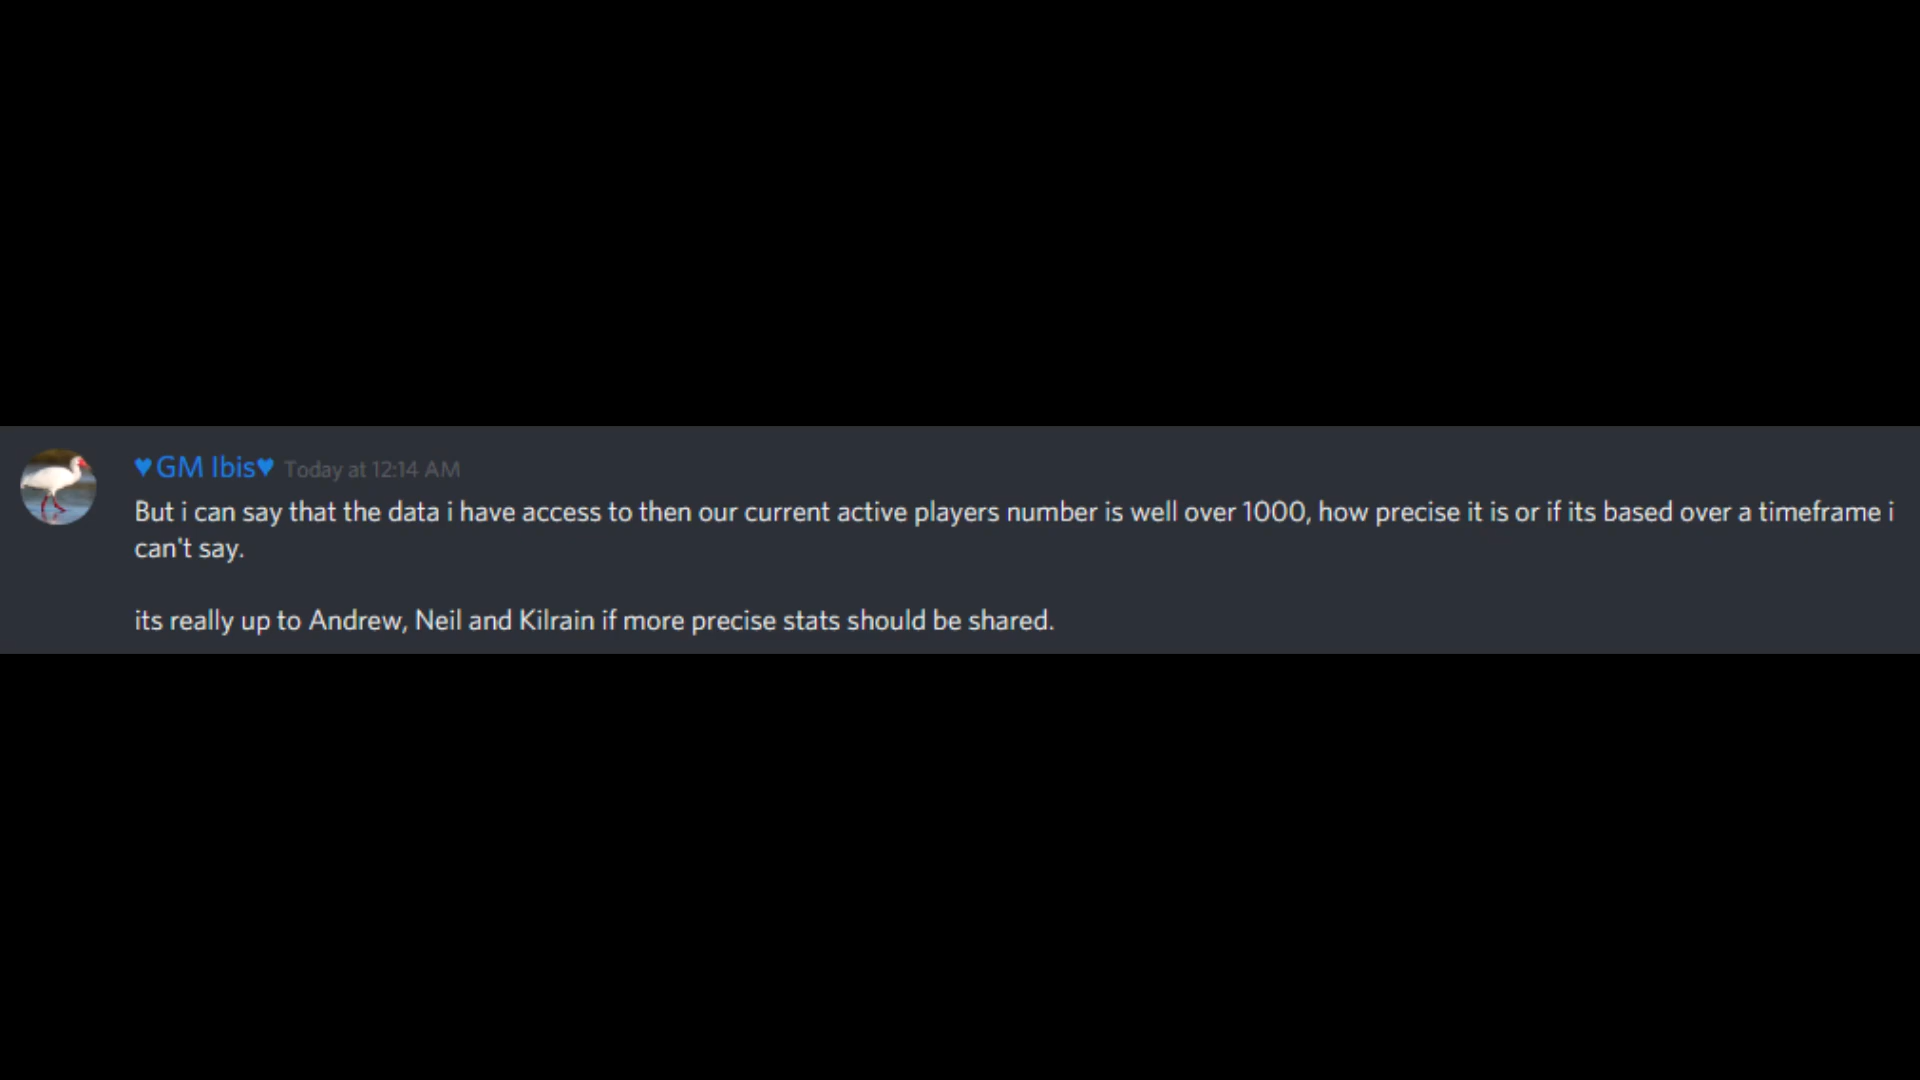 ♥GM Ibis♥ Today at 12:14 AM
But i can say that the data i have access to then our current active players number is well over 1000, how precise it is or if its based over a timeframe i
can't say.
its really up to Andrew, Neil and Kilrain if more precise stats should be shared.